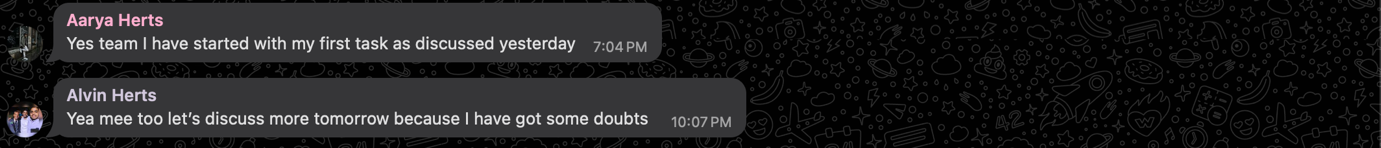 Aarya Herts
Yes team I have started with my first task as discussed yesterday 7:04 PM
Alvin Herts
Yea mee too let’s discuss more tomorrow because I have got some doubts 10:07 PM